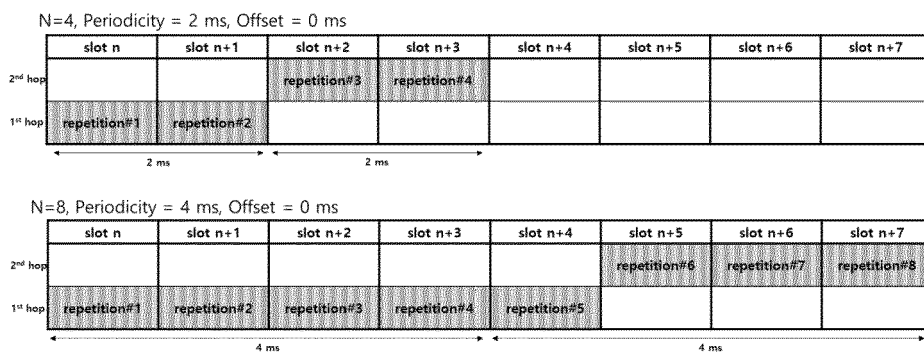 N=4, Periodicity = 2 ms, Offset = 0 ms
slot n slot n+1 slot n+2 slot n+3 slot n+4 slot n+5 slot n+6 slot n+7
2nd hop repetition#3 repetition#4
1st hop repetition#1 repetition#2
2 ms 2 ms
N=8, Periodicity = 4 ms, Offset = 0 ms
slot n slot n+1 slot n+2 slot n+3 slot n+4 slot n+5 slot n+6 slot n+7
2nd hop repetition#6 repetition#7 repetition#8
1st hop repetition#1 repetition#2 repetition#3 repetition#4 repetition#5
4 ms 4 ms